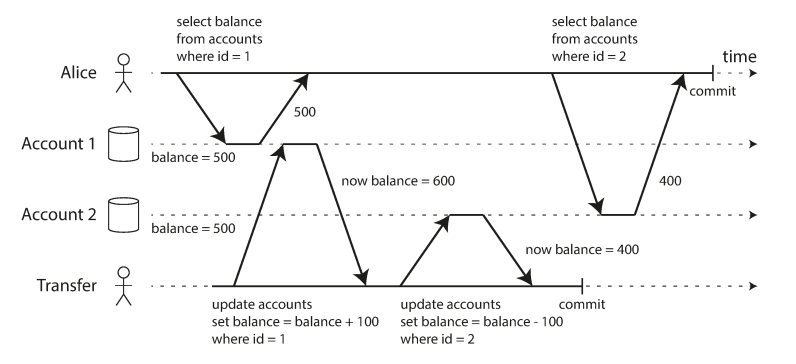 select balance
from accounts
where id = 1
select balance
from accounts
where id = 2
time
Alice
commit
500
Account 1
balance = 500
now balance = 600
400
Account 2
balance = 500
now balance = 400
Transfer
commit
update accounts
set balance = balance + 100
where id = 1
update accounts
set balance = balance - 100
where id = 2